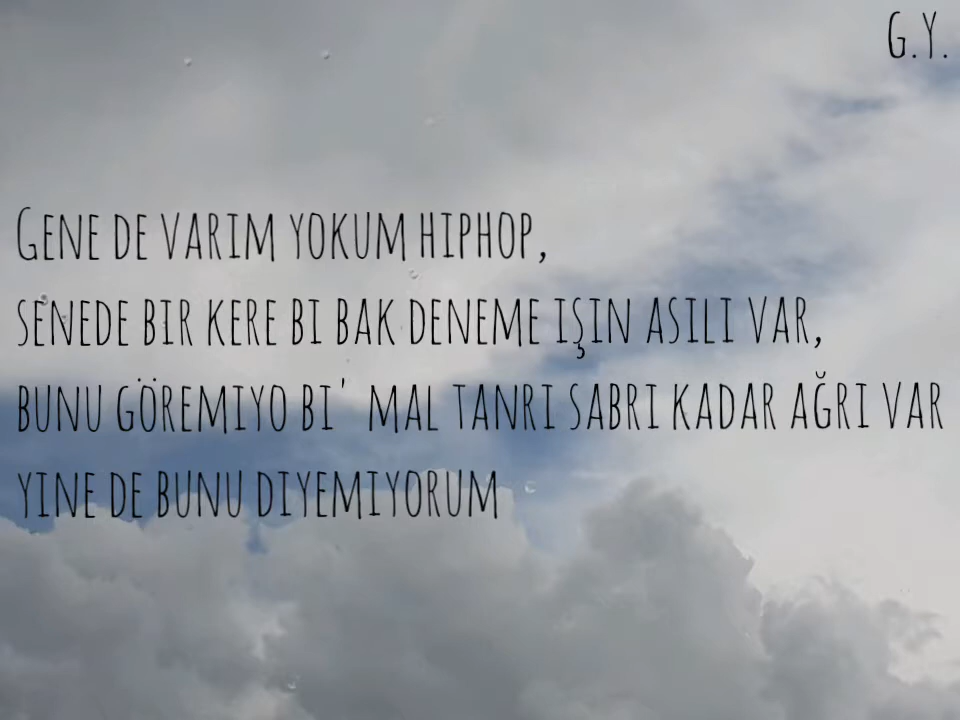 G.Y.
Gene de varım yokum hiphop,
senede bir kere bi bak deneme işin asılı var,
bunu göremiyo bi' mal tanrı sabrı kadar ağrı var
yine de bunu diyemiyorum